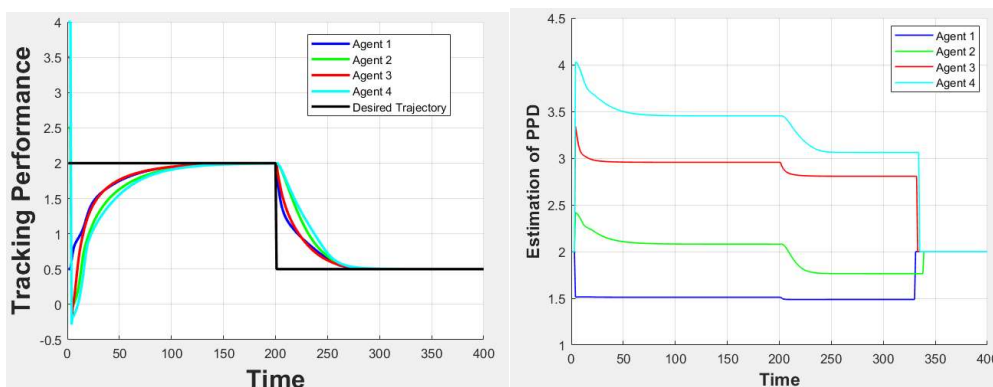 Tracking Performance
4
3.5
3
2.5
2
1.5
1
0.5
0
-0.5
Agent 1
Agent 2
Agent 3
Agent 4
Desired Trajectory
0 50 100 150 200 250 300 350 400
Time
Estimation of PPD
4.5
4
3.5
3
2.5
2
1.5
1
Agent 1
Agent 2
Agent 3
Agent 4
0 50 100 150 200 250 300 350 400
Time